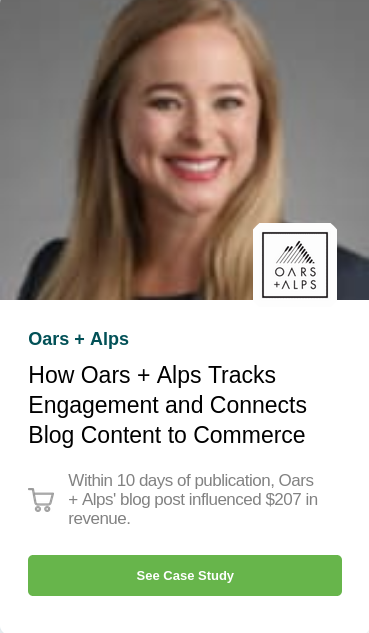 OARS
+ALPS
Oars + Alps
How Oars + Alps Tracks
Engagement and Connects
Blog Content to Commerce
Within 10 days of publication, Oars
+ Alps' blog post influenced $207 in
revenue.
See Case Study